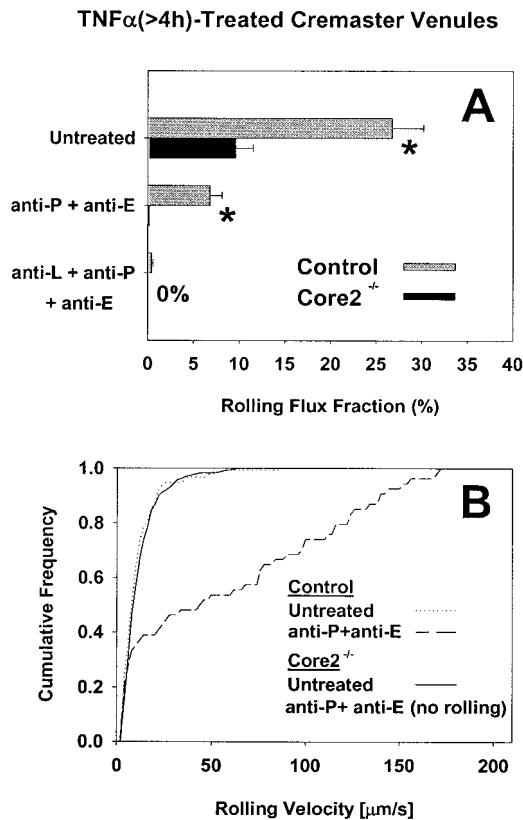 TNFα(>4h)-Treated Cremaster Venules
A
Untreated
*
anti-P + anti-E
*
anti-L + anti-P
+ anti-E
0%
Control
Core2 -/-
0 5 10 15 20 25 30 35 40
Rolling Flux Fraction (%)
B
1.0
0.8
0.6
0.4
0.2
0.0
Cumulative Frequency
Control
Untreated
anti-P+anti-E
Core2 -/-
Untreated
anti-P+ anti-E (no rolling)
0 50 100 150 200
Rolling Velocity [μm/s]